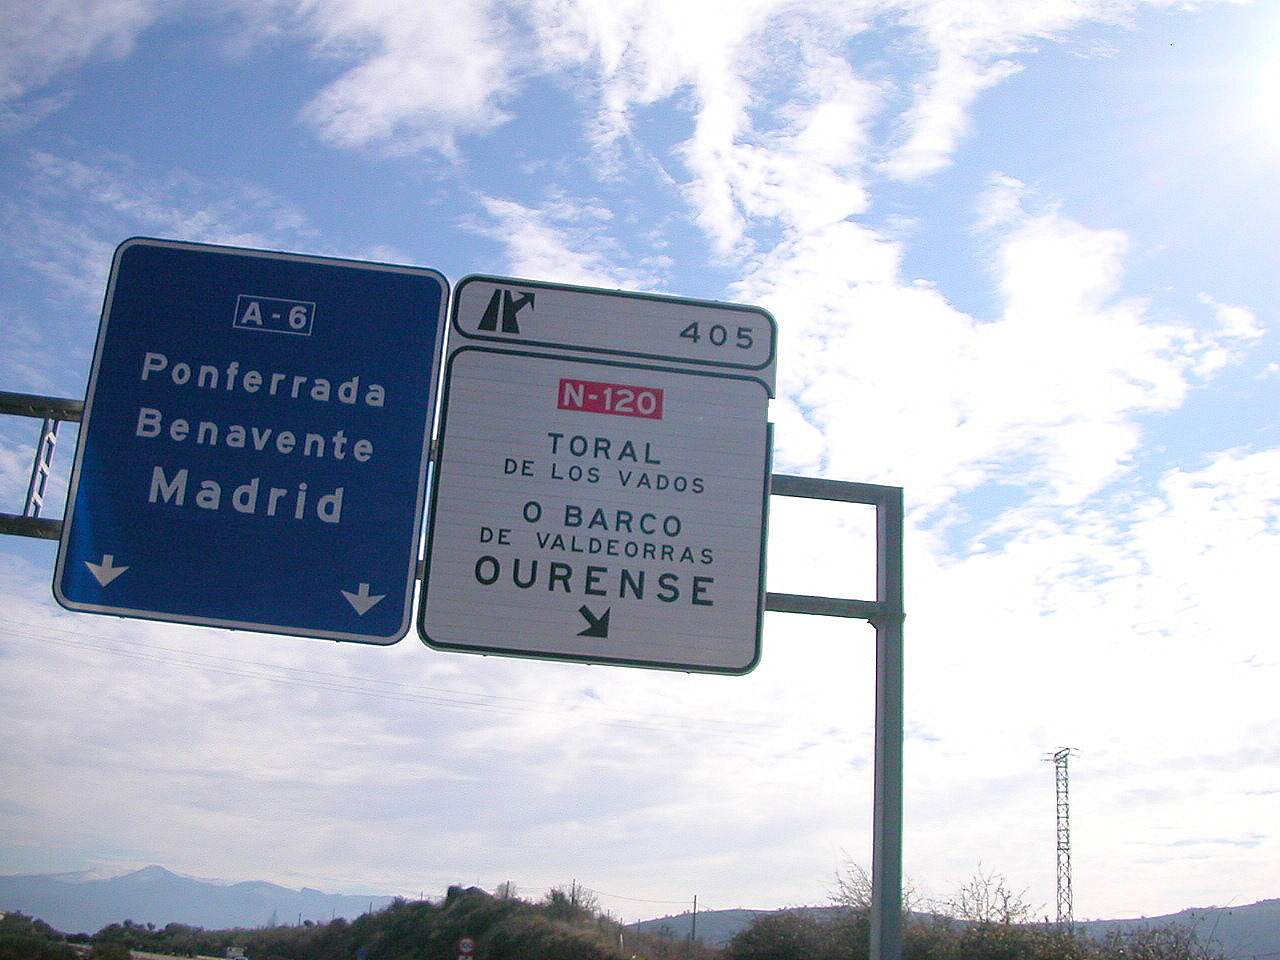 A-6
Ponferrada
Benavente
Madrid
405
N-120
TORAL
DE LOS VADOS
O BARCO
DE VALDEORRAS
OURENSE